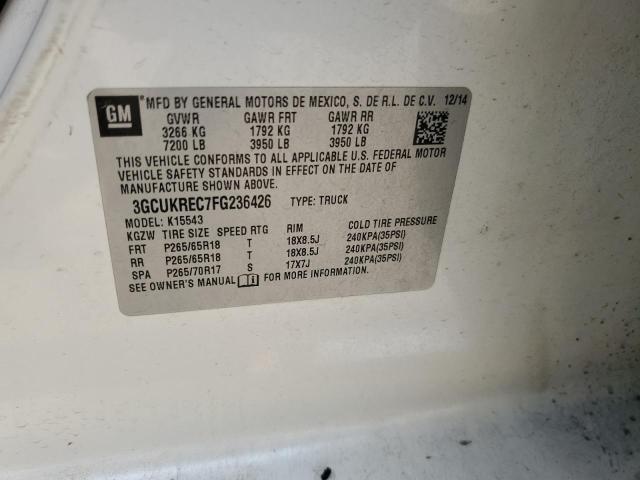 GM MFD BY GENERAL MOTORS DE MEXICO, S. DE R.L. DE C.V. 12/14
GVWR GAWR FRT GAWR RR
3266 KG 1792 KG 1792 KG
7200 LB 3950 LB 3950 LB
THIS VEHICLE CONFORMS TO ALL APPLICABLE U.S. FEDERAL MOTOR
VEHICLE SAFETY STANDARDS IN EFFECT ON THE DATE OF
MANUFACTURE SHOWN ABOVE.
3GCUKREC7FG236426 TYPE: TRUCK
MODEL: K15543
KGZW TIRE SIZE SPEED RTG RIM COLD TIRE PRESSURE
FRT P265/65R18 T 18X8.5J 240KPA(35PSI)
RR P265/65R18 T 18X8.5J 240KPA(35PSI)
SPA P265/70R17 S 17X7J 240KPA(35PSI)
SEE OWNER'S MANUAL FOR MORE INFORMATION.